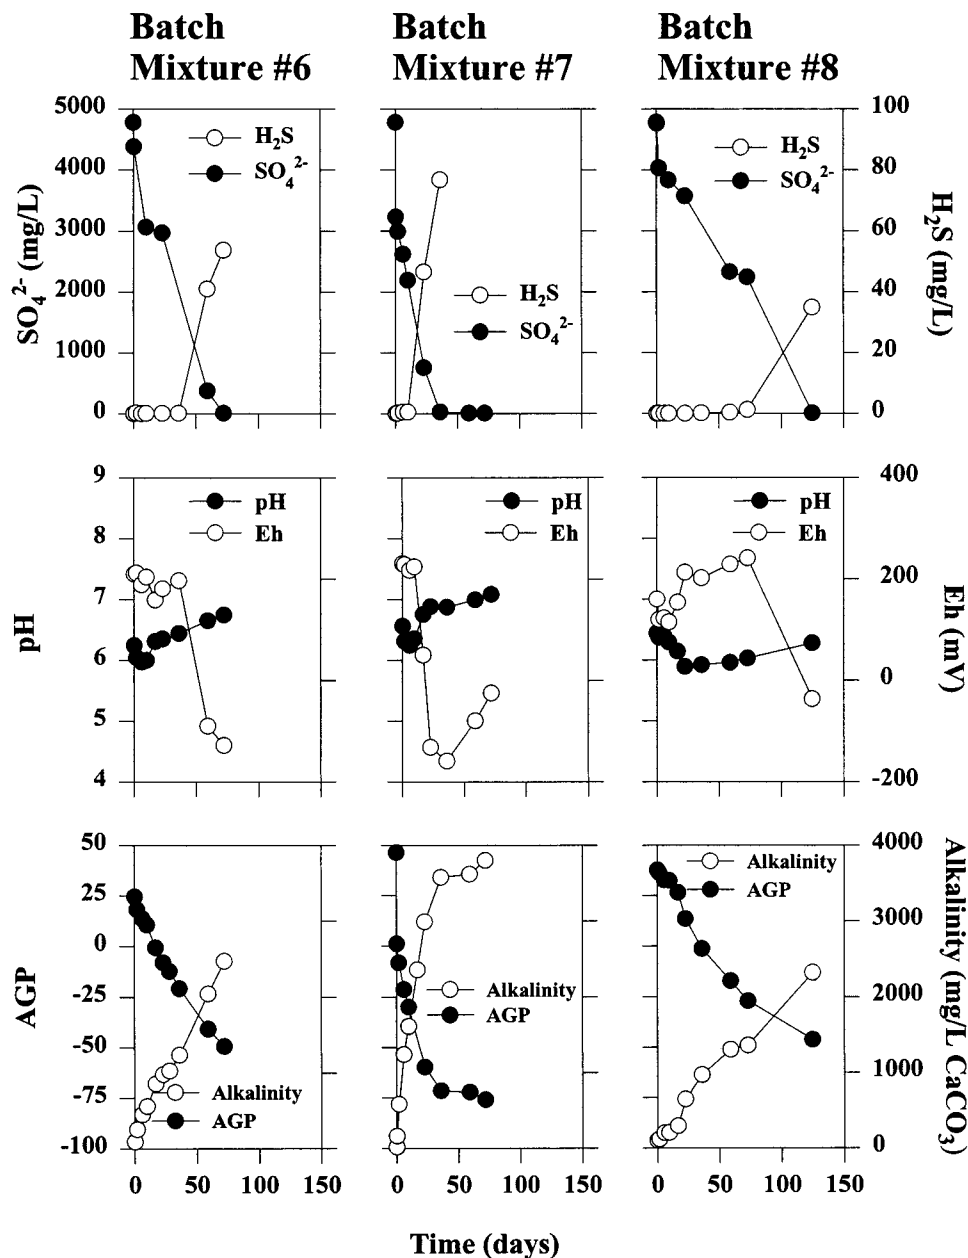 Batch
Mixture #6
Batch
Mixture #7
Batch
Mixture #8
SO₄²⁻ (mg/L)
5000
4000
3000
2000
1000
0
H₂S
SO₄²⁻
H₂S
SO₄²⁻
H₂S
SO₄²⁻
100
80
60
40
20
0
H₂S (mg/L)
pH
9
8
7
6
5
4
pH
Eh
pH
Eh
pH
Eh
400
200
0
-200
Eh (mV)
AGP
50
25
0
-25
-50
-75
-100
Alkalinity
AGP
Alkalinity
AGP
Alkalinity
AGP
4000
3000
2000
1000
0
Alkalinity (mg/L CaCO₃)
0 50 100 150
0 50 100 150
0 50 100 150
Time (days)